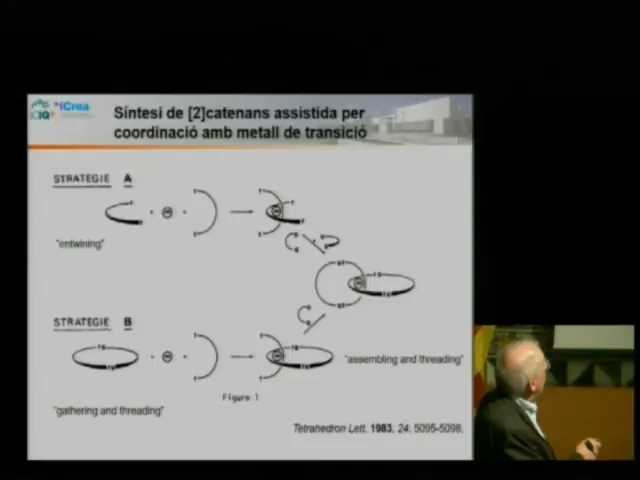 ICIQ
iCrea
Síntesi de [2]catenans assistida per
coordinació amb metall de transició
STRATEGIE A
"entwining"
STRATEGIE B
"assembling and threading"
Figure 1
"gathering and threading"
Tetrahedron Lett. 1983, 24, 5095-5098.